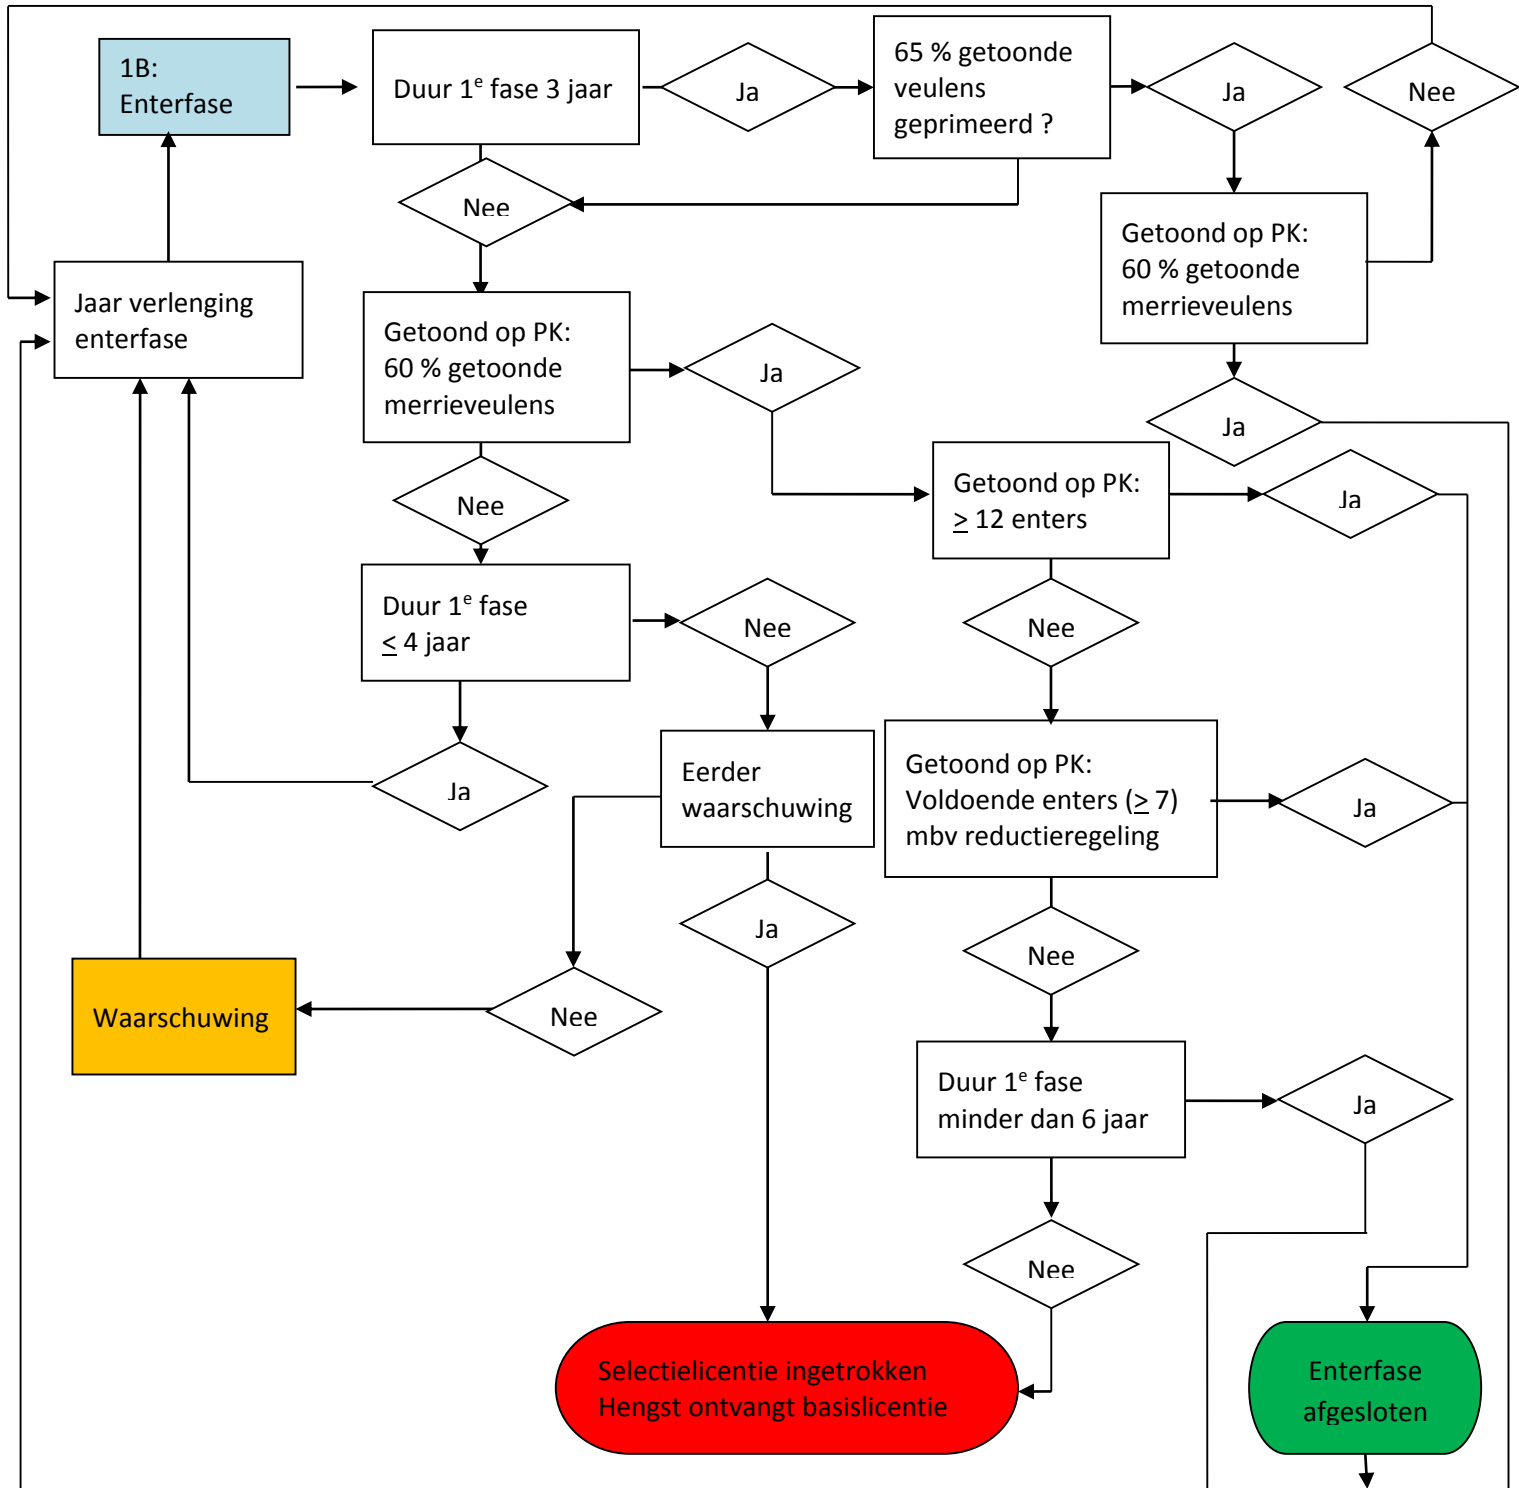 1B:
Enterfase
Duur 1e fase 3 jaar
Ja
65 % getoonde
veulens
geprimeerd ?
Ja
Nee
Nee
Getoond op PK:
60 % getoonde
merrieveulens
Jaar verlenging
enterfase
Getoond op PK:
60 % getoonde
merrieveulens
Ja
Ja
Nee
Getoond op PK:
≥ 12 enters
Ja
Duur 1e fase
≤ 4 jaar
Nee
Nee
Ja
Eerder
waarschuwing
Getoond op PK:
Voldoende enters (≥ 7)
mbv reductieregeling
Ja
Ja
Nee
Waarschuwing
Nee
Duur 1e fase
minder dan 6 jaar
Ja
Nee
Selectielicentie ingetrokken
Hengst ontvangt basislicentie
Enterfase
afgesloten